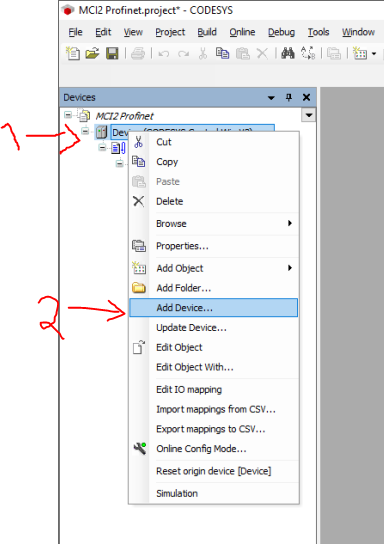 MCI2 Profinet.project* - CODESYS
File Edit View Project Build Online Debug Tools Window
Devices
MCI2 Profinet
1
Device (CODESYS Control Win V3)
Cut
Copy
Paste
Delete
Browse
Properties...
Add Object
Add Folder...
2
Add Device...
Update Device...
Edit Object
Edit Object With...
Edit IO mapping
Import mappings from CSV...
Export mappings to CSV...
Online Config Mode...
Reset origin device [Device]
Simulation